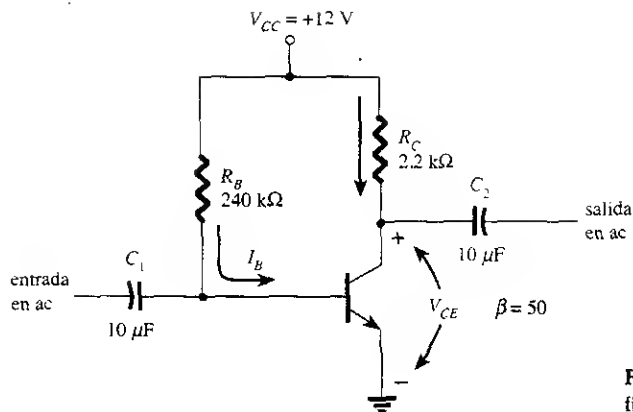 V_CC = +12 V
R_C
2.2 kΩ
R_B
240 kΩ
C_2
salida
en ac
10 μF
I_B
C_1
entrada
en ac
10 μF
+
V_CE
β = 50
−